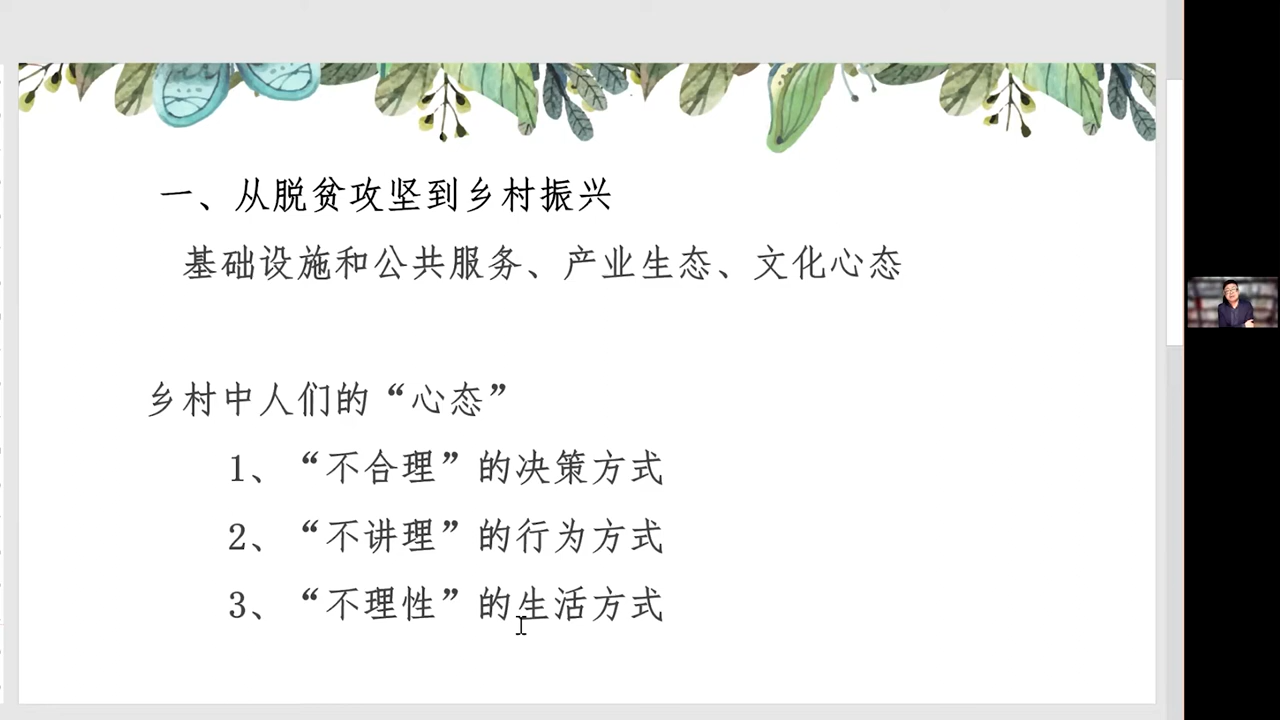 一、从脱贫攻坚到乡村振兴
基础设施和公共服务、产业生态、文化心态
乡村中人们的“心态”
1、“不合理”的决策方式
2、“不讲理”的行为方式
3、“不理性”的生活方式